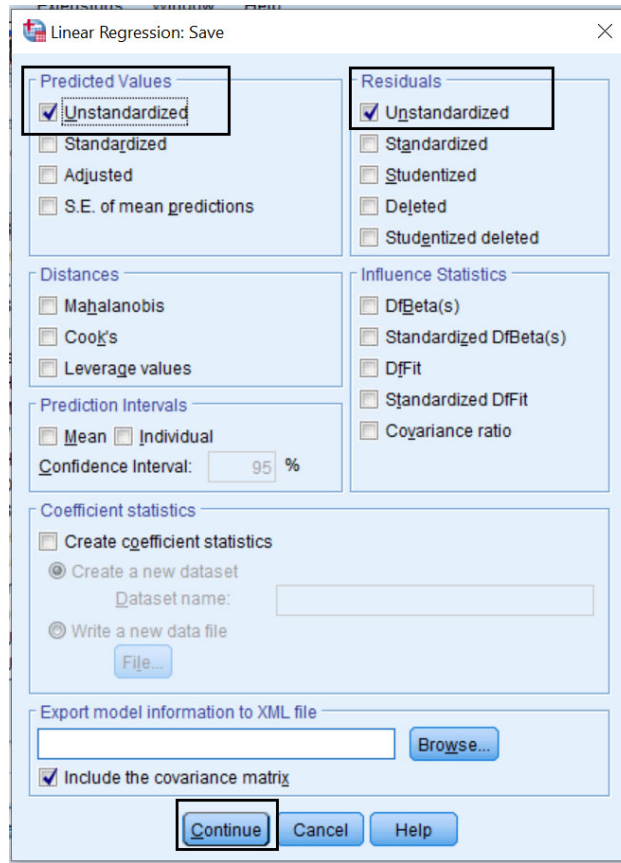 Extensions Window Help
Linear Regression: Save
Predicted Values
Unstandardized
Standardized
Adjusted
S.E. of mean predictions
Residuals
Unstandardized
Standardized
Studentized
Deleted
Studentized deleted
Distances
Mahalanobis
Cook's
Leverage values
Influence Statistics
DfBeta(s)
Standardized DfBeta(s)
DfFit
Standardized DfFit
Covariance ratio
Prediction Intervals
Mean Individual
Confidence Interval: 95 %
Coefficient statistics
Create coefficient statistics
Create a new dataset
Dataset name:
Write a new data file
File...
Export model information to XML file
Browse...
Include the covariance matrix
Continue Cancel Help